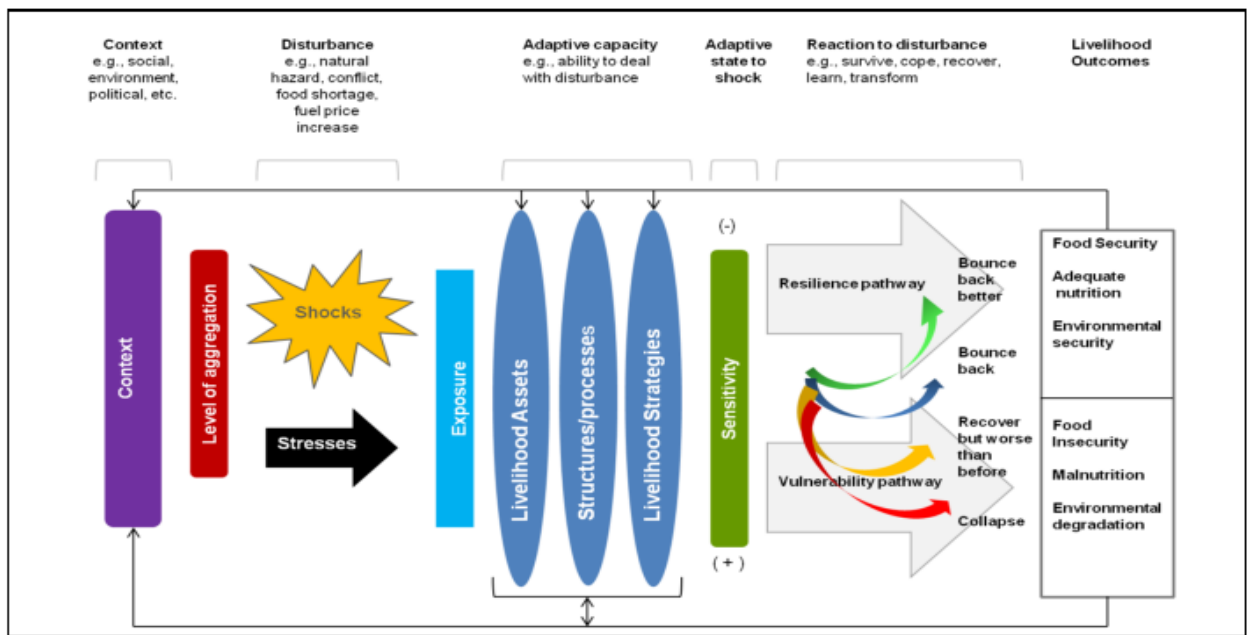 Context
e.g., social,
environment,
political, etc.
Disturbance
e.g., natural
hazard, conflict,
food shortage,
fuel price
increase
Adaptive capacity
e.g., ability to deal
with disturbance
Adaptive
state to
shock
Reaction to disturbance
e.g., survive, cope, recover,
learn, transform
Livelihood
Outcomes
Context
Level of aggregation
Shocks
Stresses
Exposure
Livelihood Assets
Structures/processes
Livelihood Strategies
(-)
Sensitivity
(+)
Resilience pathway
Bounce
back
better
Bounce
back
Vulnerability pathway
Recover
but worse
than
before
Collapse
Food Security
Adequate
nutrition
Environmental
security
Food
Insecurity
Malnutrition
Environmental
degradation